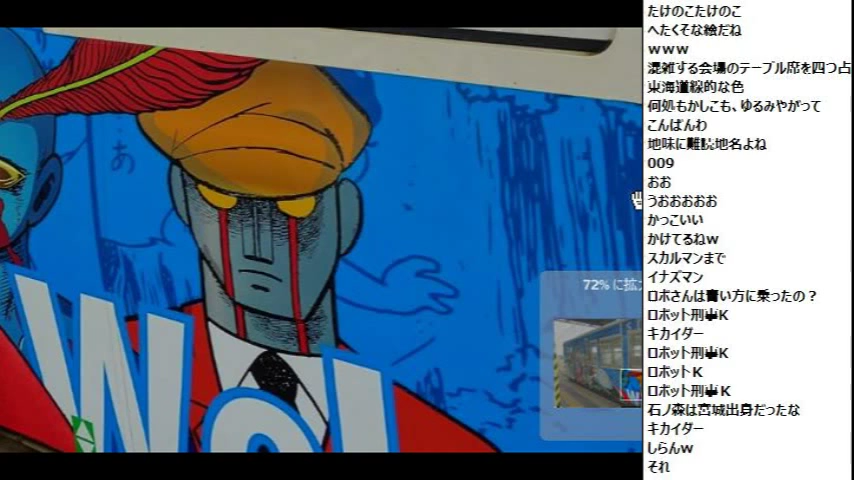 たけのこたけのこ
へたくそな絵だね
ｗｗｗ
混雑する会場のテーブル席を四つ占
東海道線的な色
何処もかしこも、ゆるみやがって
こんばんわ
地味に難読地名よね
009
おお
うおおおおお
かっこいい
かけてるねｗ
スカルマンまで
イナズマン
ロボさんは青い方に乗ったの？
ロボット刑事K
キカイダー
ロボット刑事K
ロボットK
ロボット刑事K
石ノ森は宮城出身だったな
キカイダー
しらんｗ
それ
あ
72% に拡
We!